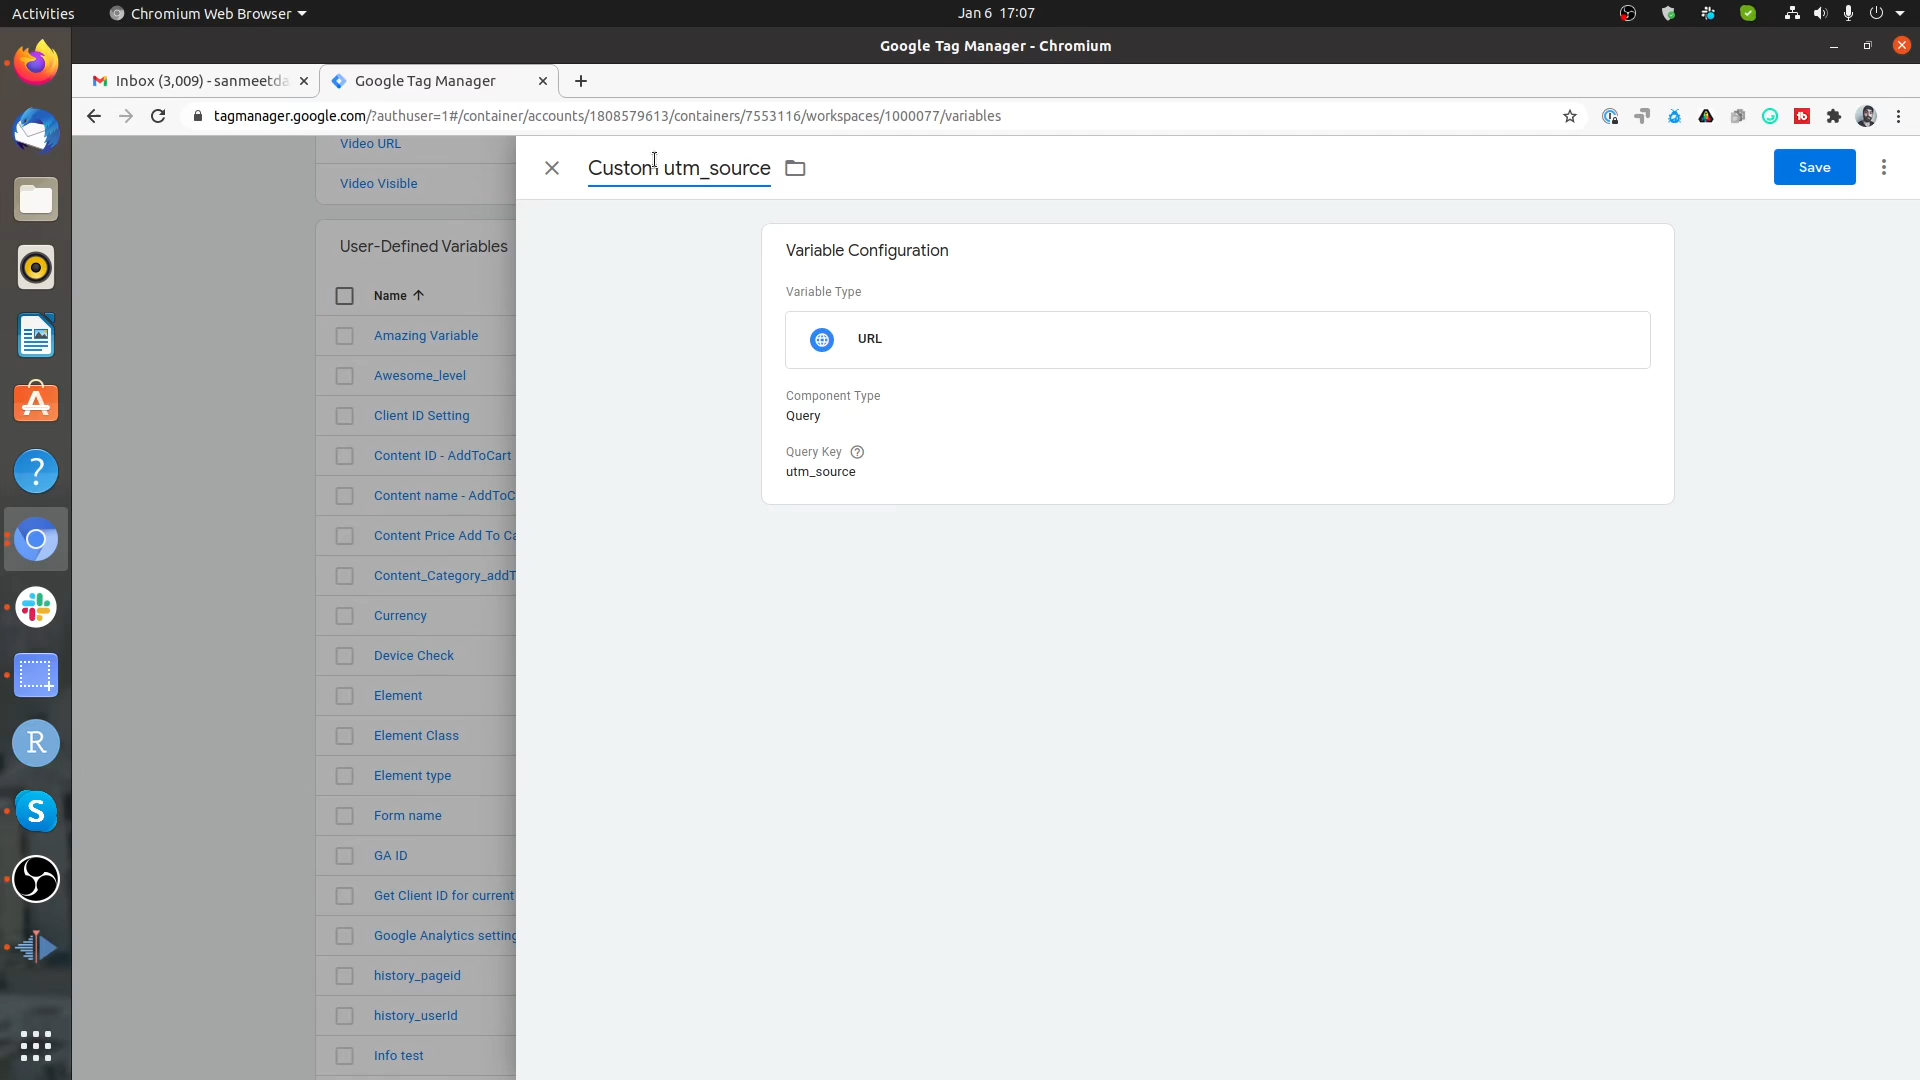 Activities
Chromium Web Browser
Jan 6 17:07
Google Tag Manager - Chromium
Inbox (3,009) - sanmeetda
Google Tag Manager
tagmanager.google.com/?authuser=1#/container/accounts/1808579613/containers/7553116/workspaces/1000077/variables
Video URL
Video Visible
User-Defined Variables
Name
Amazing Variable
Awesome_level
Client ID Setting
Content ID - AddToCart
Content name - AddToC
Content Price Add To Ca
Content_Category_addT
Currency
Device Check
Element
Element Class
Element type
Form name
GA ID
Get Client ID for current
Google Analytics setting
history_pageid
history_userId
Info test
Custom utm_source
Save
Variable Configuration
Variable Type
URL
Component Type
Query
Query Key
utm_source